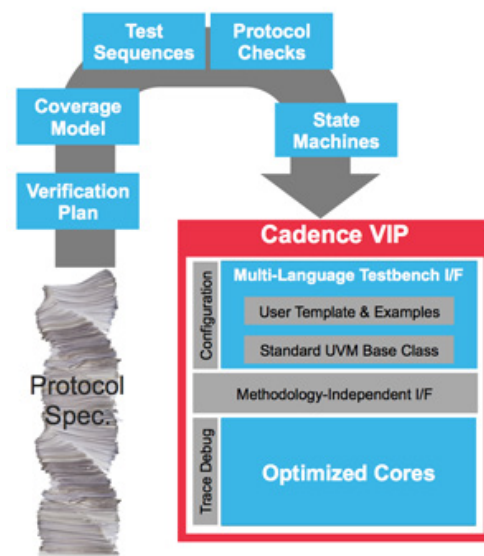 Test
Sequences
Protocol
Checks
Coverage
Model
State
Machines
Verification
Plan
Protocol
Spec.
Cadence VIP
Configuration
Multi-Language Testbench I/F
User Template & Examples
Standard UVM Base Class
Methodology-Independent I/F
Trace Debug
Optimized Cores